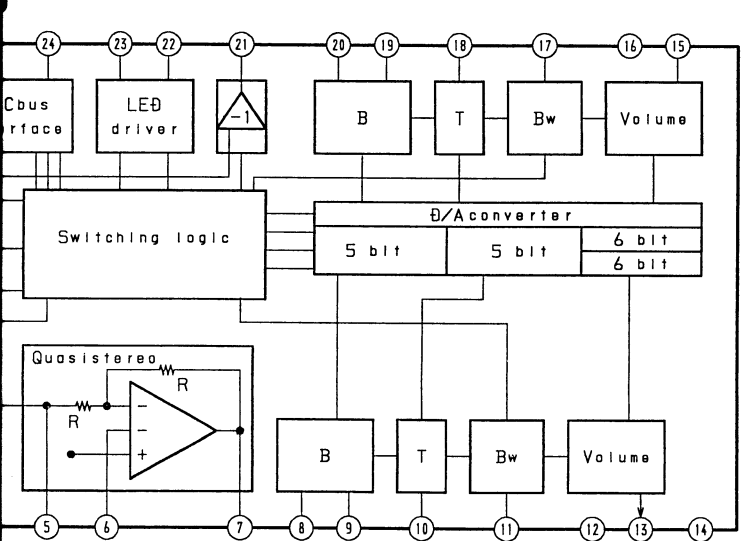 24 23 22 21 20 19 18 17 16 15
Cbus
rface
LED
driver
-1
B
T
Bw
Volume
D/A converter
Switching logic
5 bit
5 bit
6 bit
6 bit
Quasistereo
R
R
−
−
+
B
T
Bw
Volume
5 6 7 8 9 10 11 12 13 14